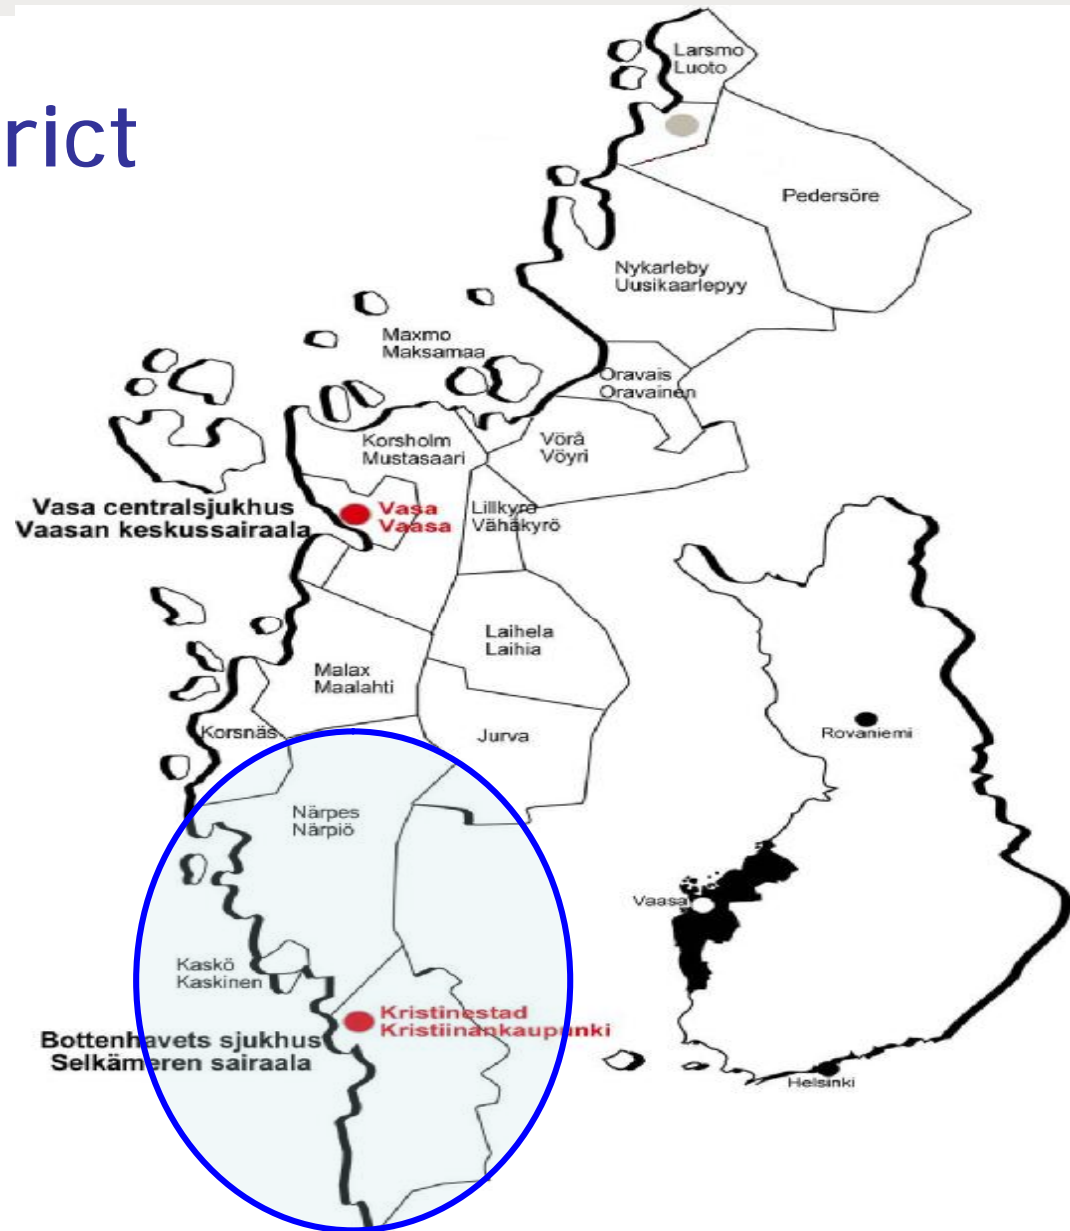 rict
Larsmo
Luoto
Pedersöre
Nykarleby
Uusikaarlepyy
Maxmo
Maksamaa
Oravais
Oravainen
Korsholm
Mustasaari
Vörå
Vöyri
Vasa centralsjukhus
Vaasan keskussairaala
Vasa
Vaasa
Lillkyro
Vähäkyrö
Laihela
Laihia
Malax
Maalahti
Korsnäs
Jurva
Rovaniemi
Närpes
Närpiö
Vaasa
Kaskö
Kaskinen
Kristinestad
Kristiinankaupunki
Bottenhavets sjukhus
Selkämeren sairaala
Helsinki